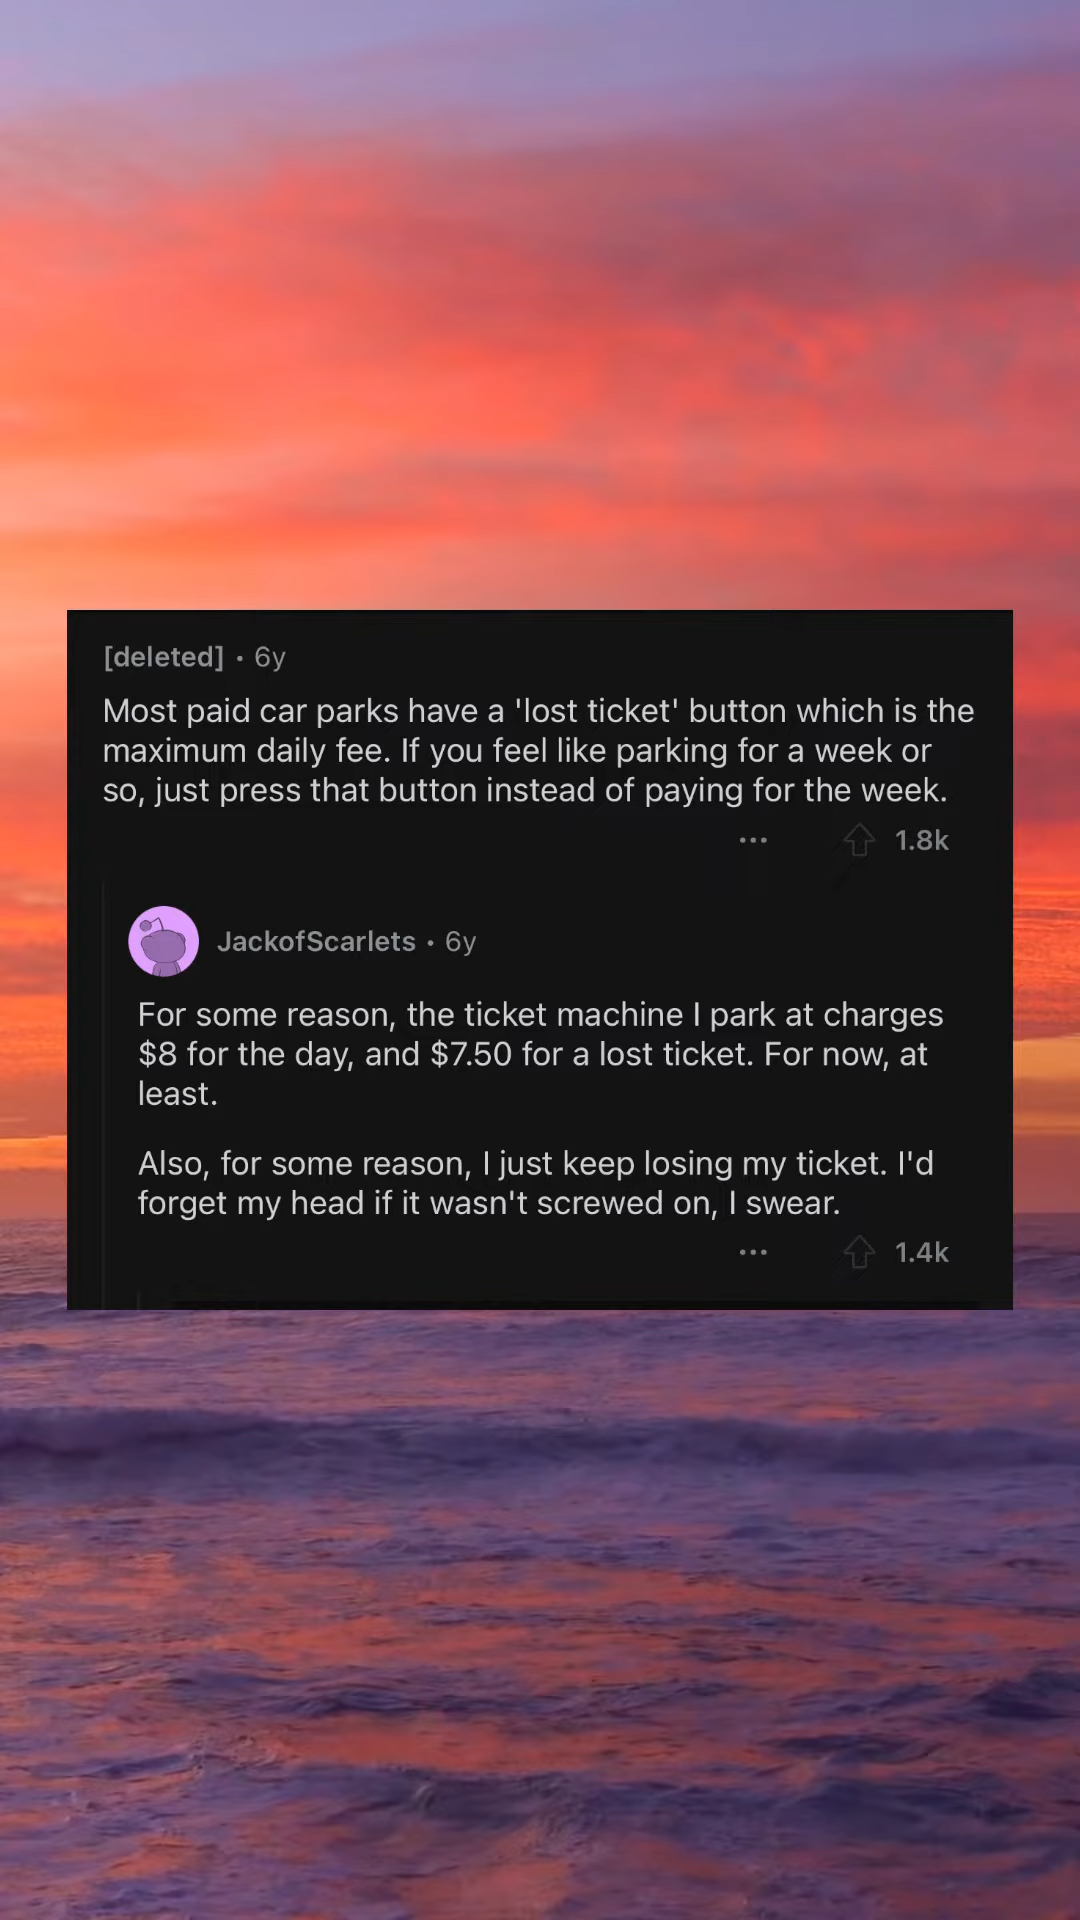 [deleted] • 6y
Most paid car parks have a 'lost ticket' button which is the
maximum daily fee. If you feel like parking for a week or
so, just press that button instead of paying for the week.
... 1.8k
JackofScarlets • 6y
For some reason, the ticket machine I park at charges
$8 for the day, and $7.50 for a lost ticket. For now, at
least.
Also, for some reason, I just keep losing my ticket. I'd
forget my head if it wasn't screwed on, I swear.
... 1.4k